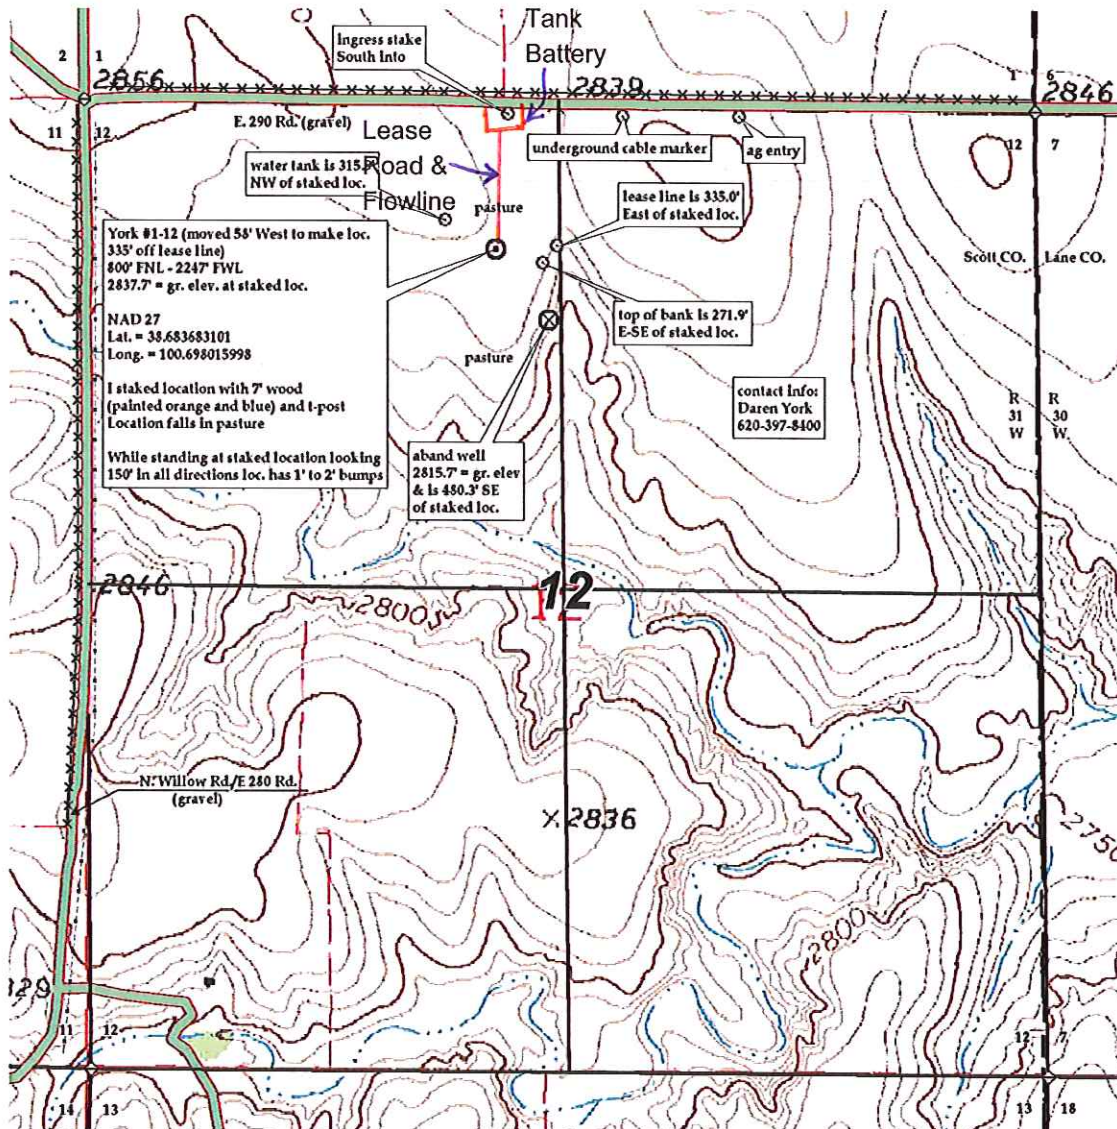 Tank
Battery
Ingress stake
South into
2 1
2856
2839
1 6
2846
11 12
E. 290 Rd. (gravel)
Lease
Road &
Flowline
underground cable marker
ag entry
12 7
water tank is 315.
NW of staked loc.
pasture
lease line is 335.0'
East of staked loc.
York #1-12 (moved 58' West to make loc.
335' off lease line)
800' FNL - 2247' FWL
2837.7' = gr. elev. at staked loc.
NAD 27
Lat. = 38.683683101
Long. = 100.698015998
I staked location with 7' wood
(painted orange and blue) and t-post
Location falls in pasture
While standing at staked location looking
150' in all directions loc. has 1' to 2' bumps
Scott CO. Lane CO.
top of bank is 271.9'
E-SE of staked loc.
pasture
contact info:
Daren York
620-397-8400
R R
31 30
W W
aband well
2815.7' = gr. elev
& is 480.3' SE
of staked loc.
2846
12
2800
N. Willow Rd./E 280 Rd.
(gravel)
2836
2750
2800
329
11 12
12 7
14 13
13 18